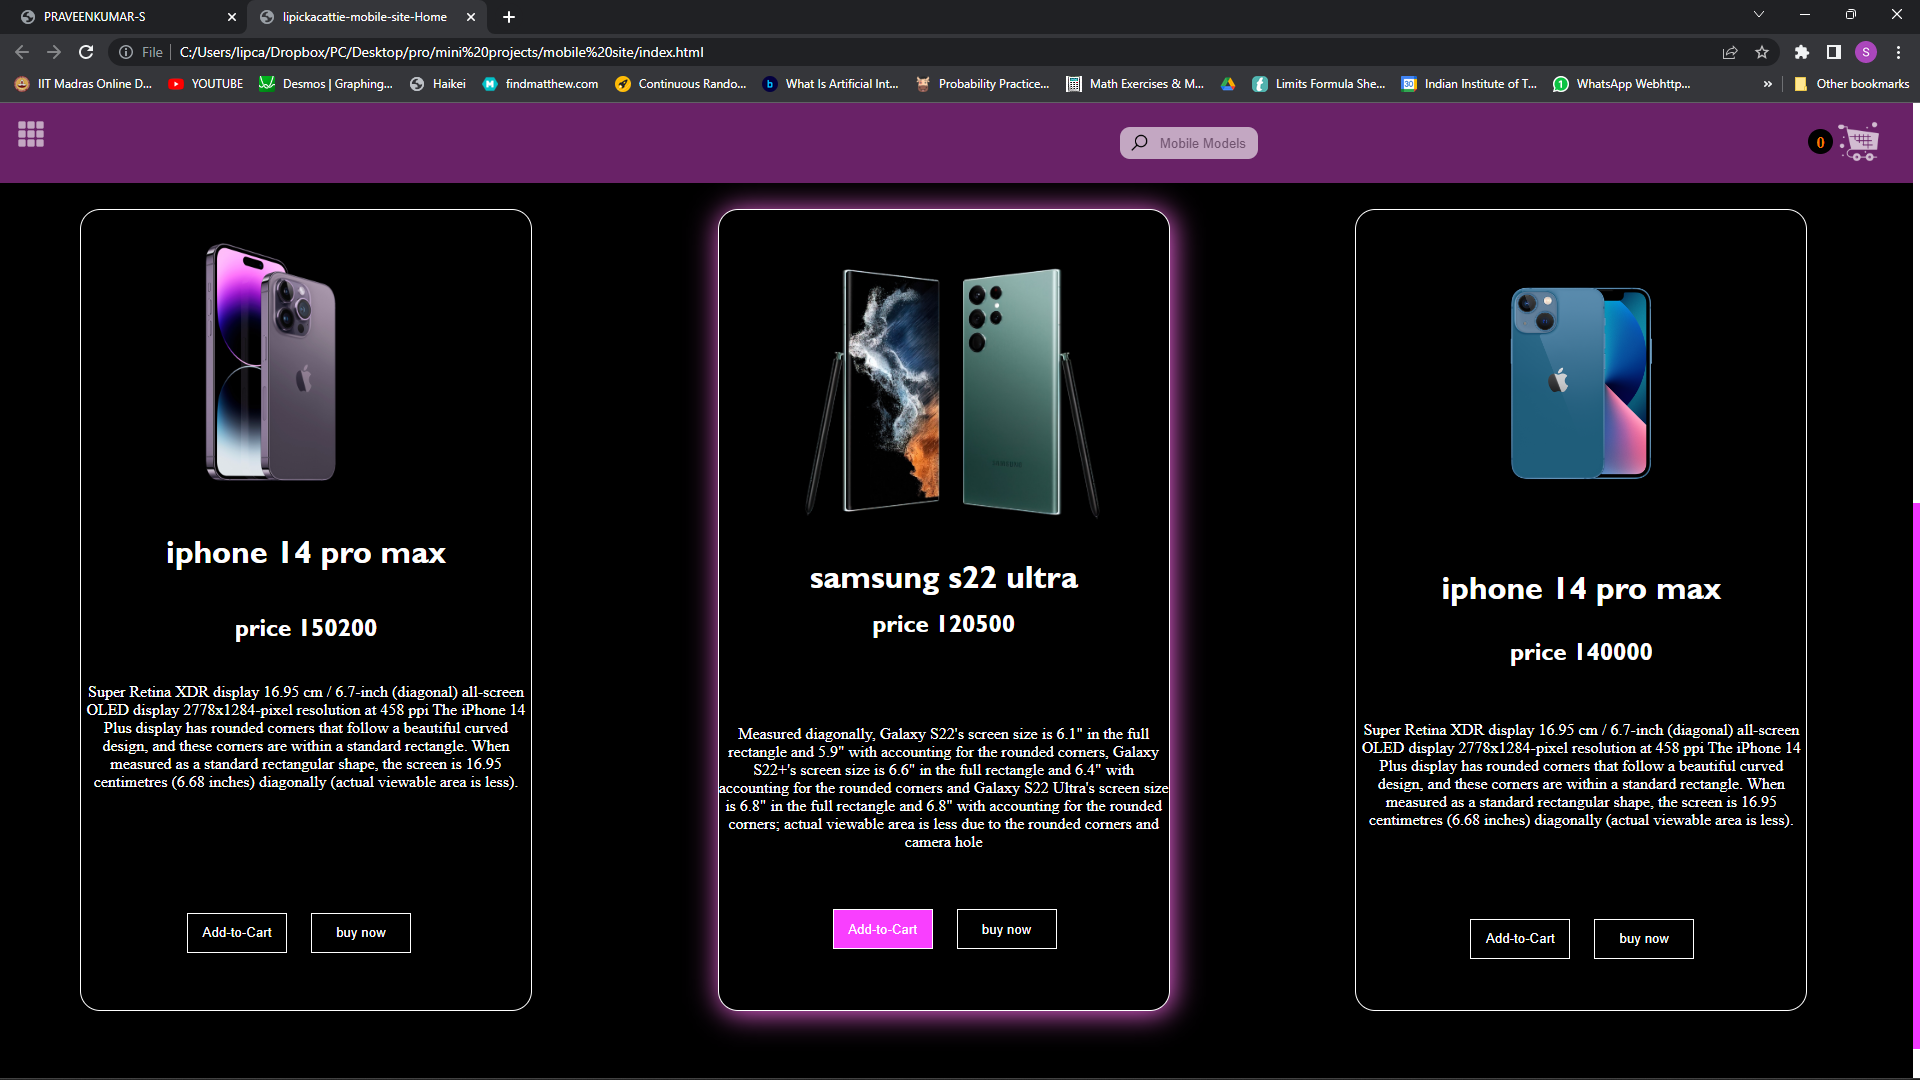 PRAVEENKUMAR-S
lipickacattie-mobile-site-Home
File
C:/Users/lipca/Dropbox/PC/Desktop/pro/mini%20projects/mobile%20site/index.html
S
IIT Madras Online D...
YOUTUBE
Desmos | Graphing...
Haikei
findmatthew.com
Continuous Rando...
What Is Artificial Int...
Probability Practice...
Math Exercises & M...
Limits Formula She...
Indian Institute of T...
WhatsApp Webhttp...
»
Other bookmarks
Mobile Models
0
iphone 14 pro max
price 150200
Super Retina XDR display 16.95 cm / 6.7-inch (diagonal) all-screen
OLED display 2778x1284-pixel resolution at 458 ppi The iPhone 14
Plus display has rounded corners that follow a beautiful curved
design, and these corners are within a standard rectangle. When
measured as a standard rectangular shape, the screen is 16.95
centimetres (6.68 inches) diagonally (actual viewable area is less).
Add-to-Cart
buy now
SAMSUNG
samsung s22 ultra
price 120500
Measured diagonally, Galaxy S22's screen size is 6.1" in the full
rectangle and 5.9" with accounting for the rounded corners, Galaxy
S22+'s screen size is 6.6" in the full rectangle and 6.4" with
accounting for the rounded corners and Galaxy S22 Ultra's screen size
is 6.8" in the full rectangle and 6.8" with accounting for the rounded
corners; actual viewable area is less due to the rounded corners and
camera hole
Add-to-Cart
buy now
iphone 14 pro max
price 140000
Super Retina XDR display 16.95 cm / 6.7-inch (diagonal) all-screen
OLED display 2778x1284-pixel resolution at 458 ppi The iPhone 14
Plus display has rounded corners that follow a beautiful curved
design, and these corners are within a standard rectangle. When
measured as a standard rectangular shape, the screen is 16.95
centimetres (6.68 inches) diagonally (actual viewable area is less).
Add-to-Cart
buy now